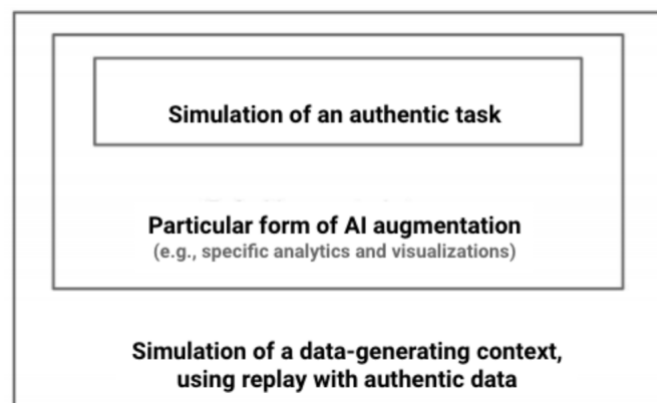 Simulation of an authentic task
Particular form of AI augmentation
(e.g., specific analytics and visualizations)
Simulation of a data-generating context,
using replay with authentic data